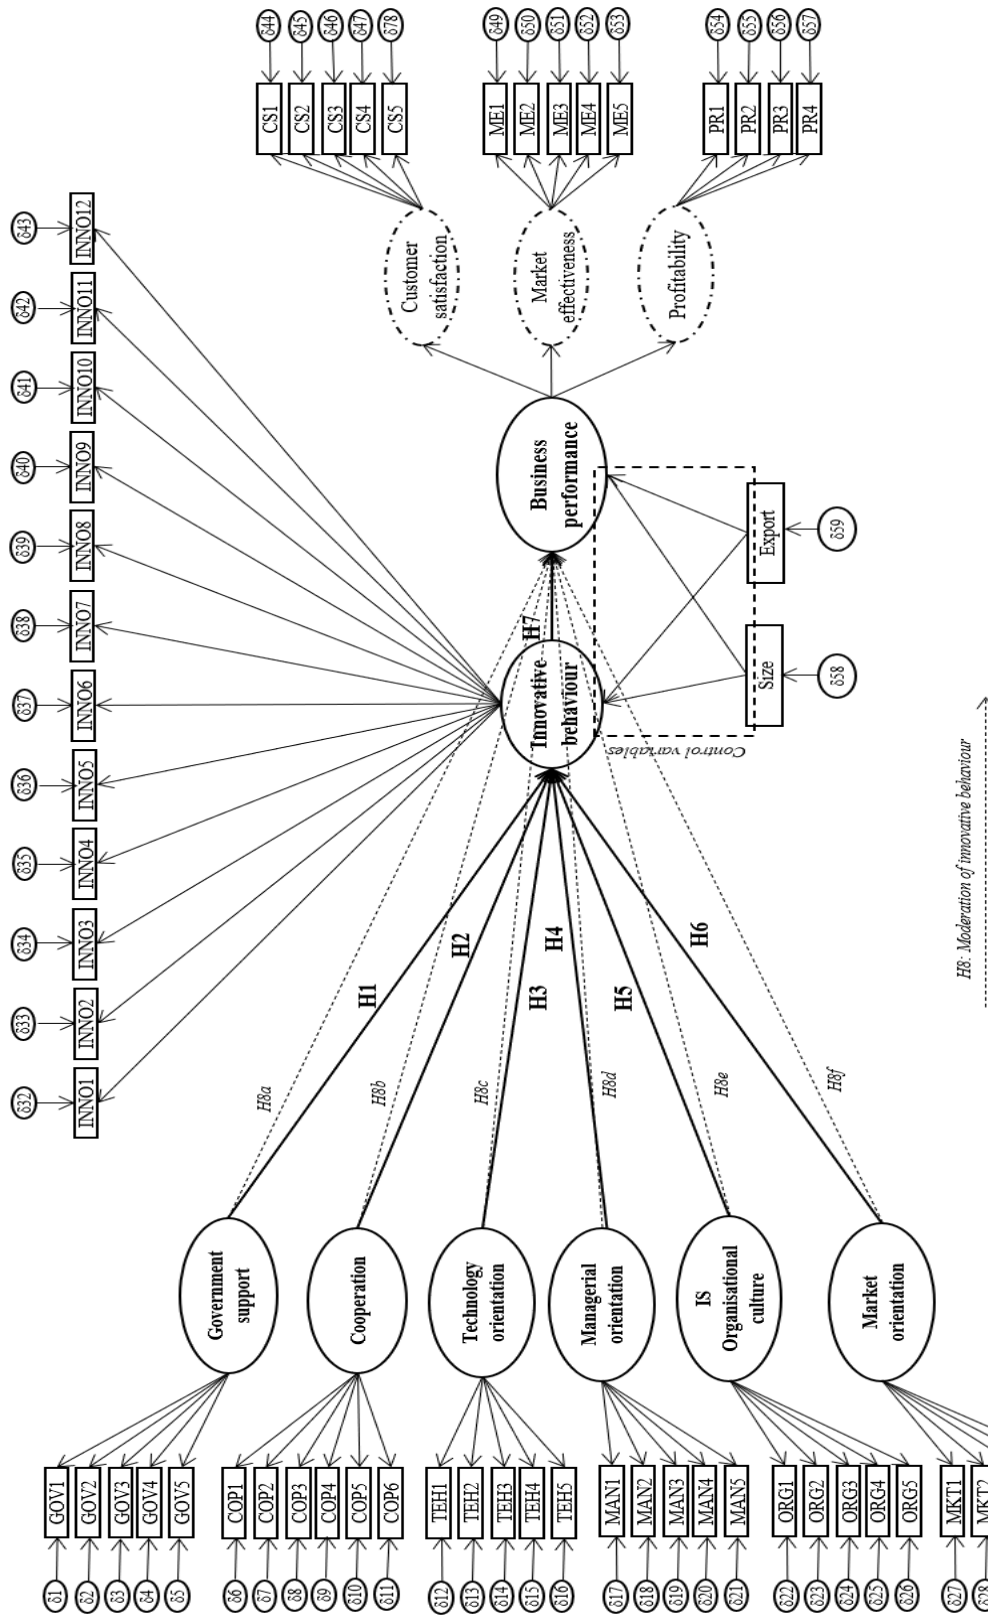 δ1
GOV1
δ2
GOV2
δ3
GOV3
δ4
GOV4
δ5
GOV5
Government
support
δ6
COP1
δ7
COP2
δ8
COP3
δ9
COP4
δ10
COP5
δ11
COP6
Cooperation
δ12
TEH1
δ13
TEH2
δ14
TEH3
δ15
TEH4
δ16
TEH5
Technology
orientation
δ17
MAN1
δ18
MAN2
δ19
MAN3
δ20
MAN4
δ21
MAN5
Managerial
orientation
δ22
ORG1
δ23
ORG2
δ24
ORG3
δ25
ORG4
δ26
ORG5
IS
Organisational
culture
δ27
MKT1
δ28
MKT2
Market
orientation
H8a
H8b
H8c
H8d
H8e
H8f
H1
H2
H3
H4
H5
H6
δ32
INNO1
δ33
INNO2
δ34
INNO3
δ35
INNO4
δ36
INNO5
δ37
INNO6
δ38
INNO7
δ39
INNO8
δ40
INNO9
δ41
INNO10
δ42
INNO11
δ43
INNO12
Innovative
behaviour
H7
Business
performance
Control variables
Size
δ58
Export
δ59
Customer
satisfaction
CS1
δ44
CS2
δ45
CS3
δ46
CS4
δ47
CS5
δ78
Market
effectiveness
ME1
δ49
ME2
δ50
ME3
δ51
ME4
δ52
ME5
δ53
Profitability
PR1
δ54
PR2
δ55
PR3
δ56
PR4
δ57
H8: Moderation of innovative behaviour